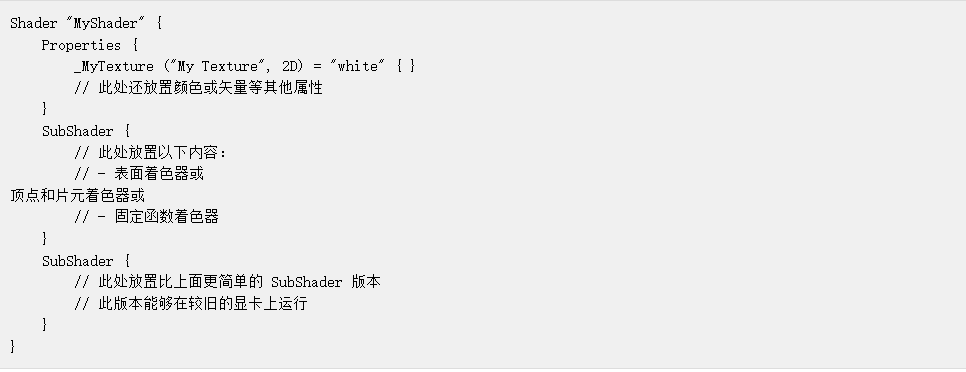 Shader "MyShader" {
    Properties {
        _MyTexture ("My Texture", 2D) = "white" { }
        // 此处还放置颜色或矢量等其他属性
    }
    SubShader {
        // 此处放置以下内容：
        // - 表面着色器或
顶点和片元着色器或
        // - 固定函数着色器
    }
    SubShader {
        // 此处放置比上面更简单的 SubShader 版本
        // 此版本能够在较旧的显卡上运行
    }
}